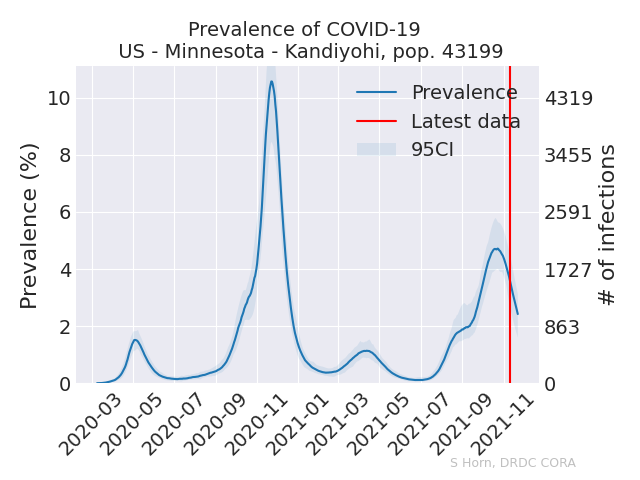 Prevalence of COVID-19
US - Minnesota - Kandiyohi, pop. 43199
Prevalence
Latest data
95CI
Prevalence (%)
10
8
6
4
2
0
4319
3455
2591
1727
863
0
# of infections
2020-03
2020-05
2020-07
2020-09
2020-11
2021-01
2021-03
2021-05
2021-07
2021-09
2021-11
S Horn, DRDC CORA